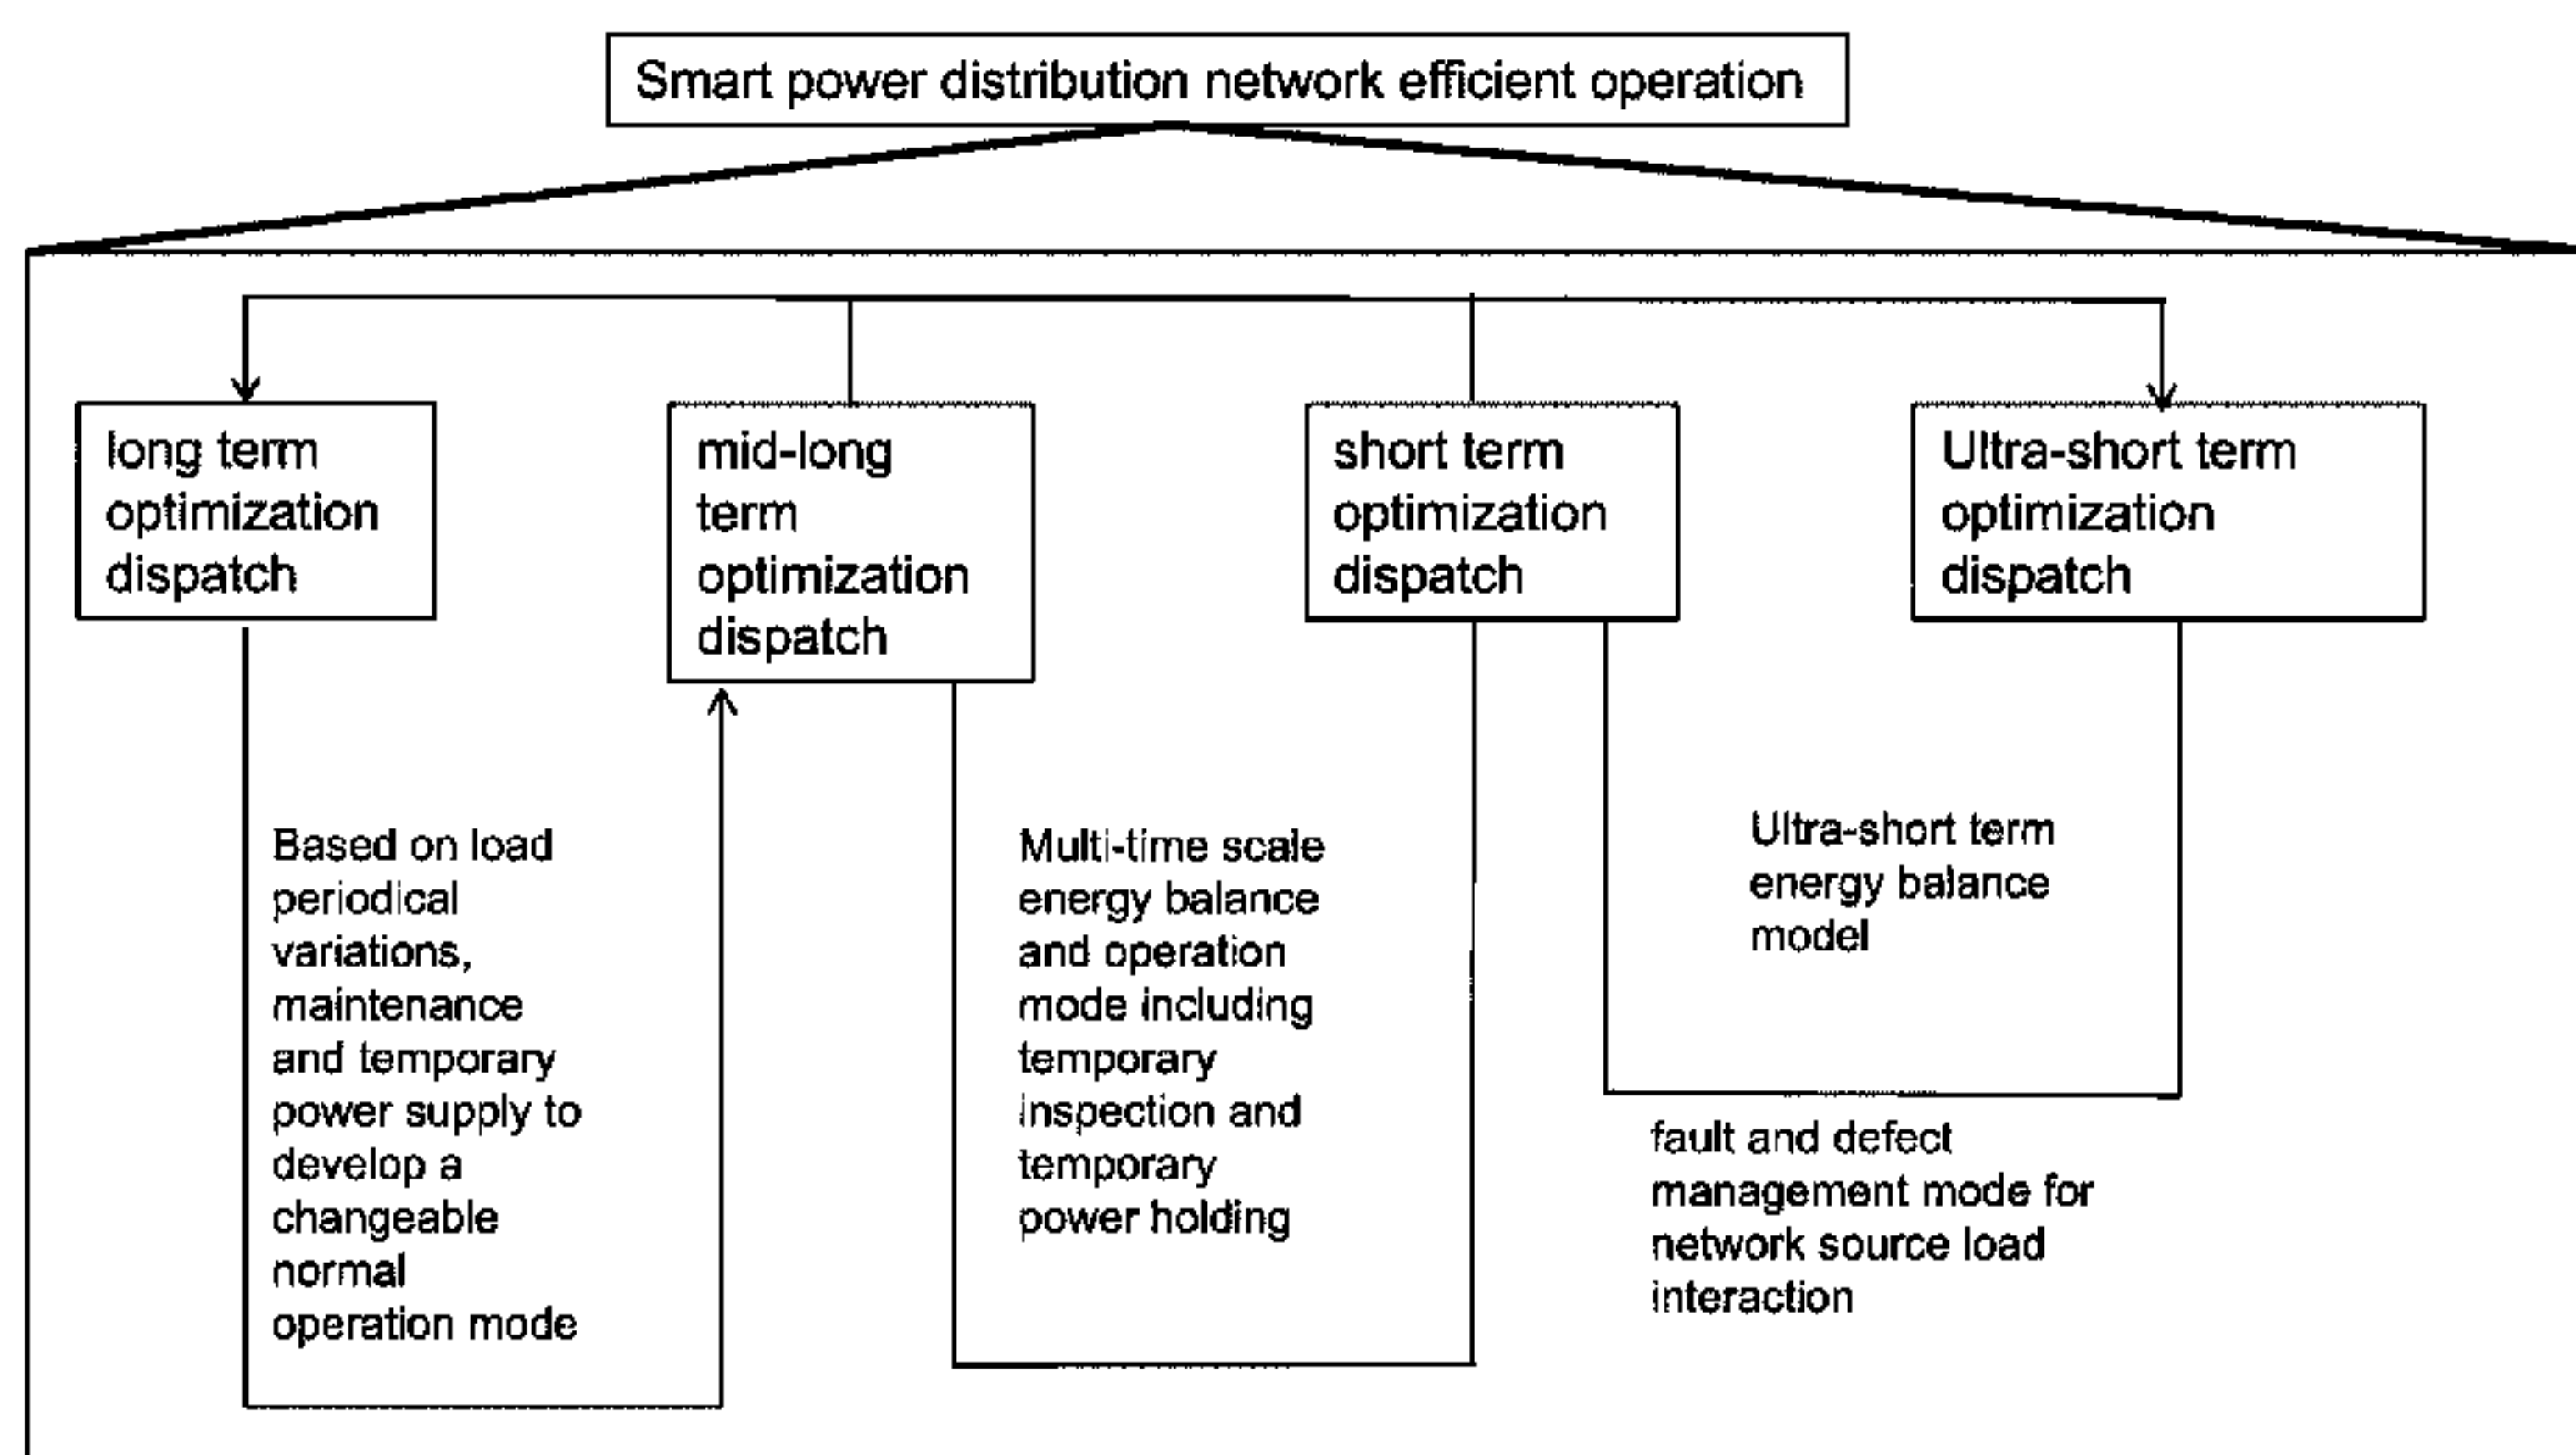 Smart power distribution network efficient operation
long term
optimization
dispatch
mid-long
term
optimization
dispatch
short term
optimization
dispatch
Ultra-short term
optimization
dispatch
Based on load
periodical
variations,
maintenance
and temporary
power supply to
develop a
changeable
normal
operation mode
Multi-time scale
energy balance
and operation
mode including
temporary
inspection and
temporary
power holding
Ultra-short term
energy balance
model
fault and defect
management mode for
network source load
interaction